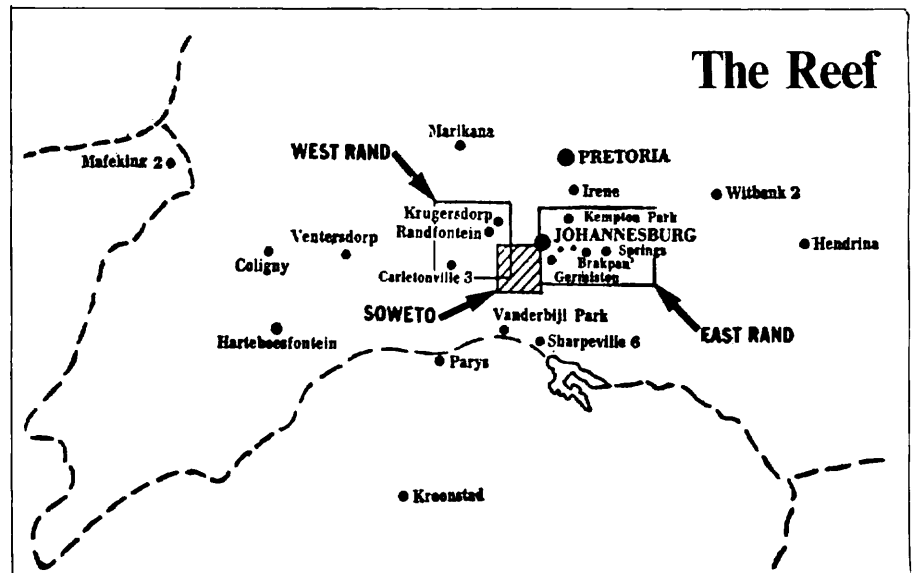 The Reef
Marikana
WEST RAND
PRETORIA
Mafeking 2
Irene
Witbank 2
Krugersdorp
Kempton Park
Randfontein
JOHANNESBURG
Ventersdorp
Springs
Hendrina
Coligny
Brakpan
Carletonville 3
Germiston
SOWETO
Vanderbijl Park
EAST RAND
Hartebeesfontein
Sharpeville 6
Parys
Kroonstad